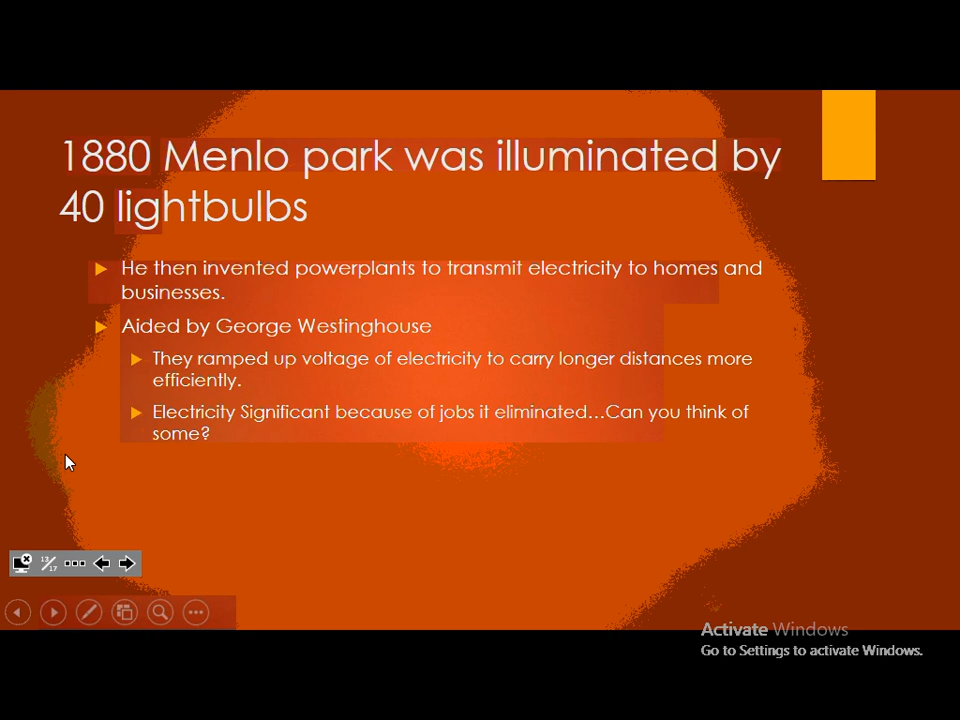 1880 Menlo park was illuminated by
40 lightbulbs
He then invented powerplants to transmit electricity to homes and
businesses.
Aided by George Westinghouse
They ramped up voltage of electricity to carry longer distances more
efficiently.
Electricity Significant because of jobs it eliminated…Can you think of
some?
13/17
Activate Windows
Go to Settings to activate Windows.